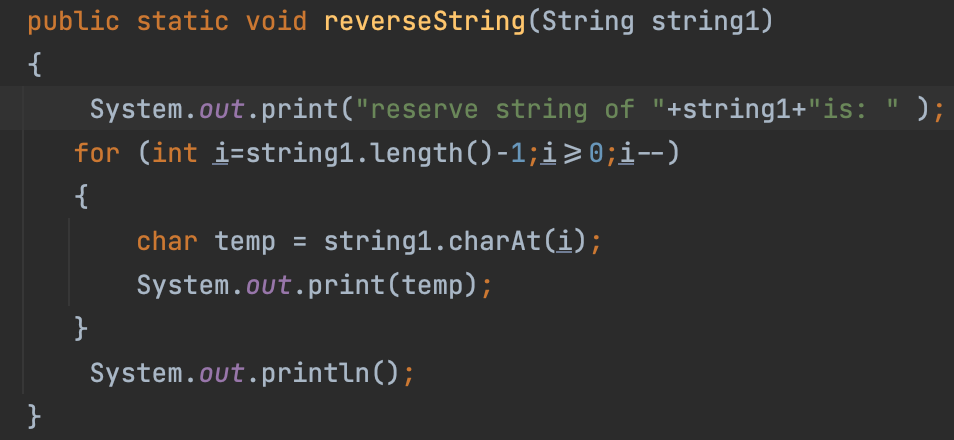 public static void reverseString(String string1)
{
System.out.print("reserve string of "+string1+"is: " );
for (int i=string1.length()-1;i>=0;i--)
{
char temp = string1.charAt(i);
System.out.print(temp);
}
System.out.println();
}